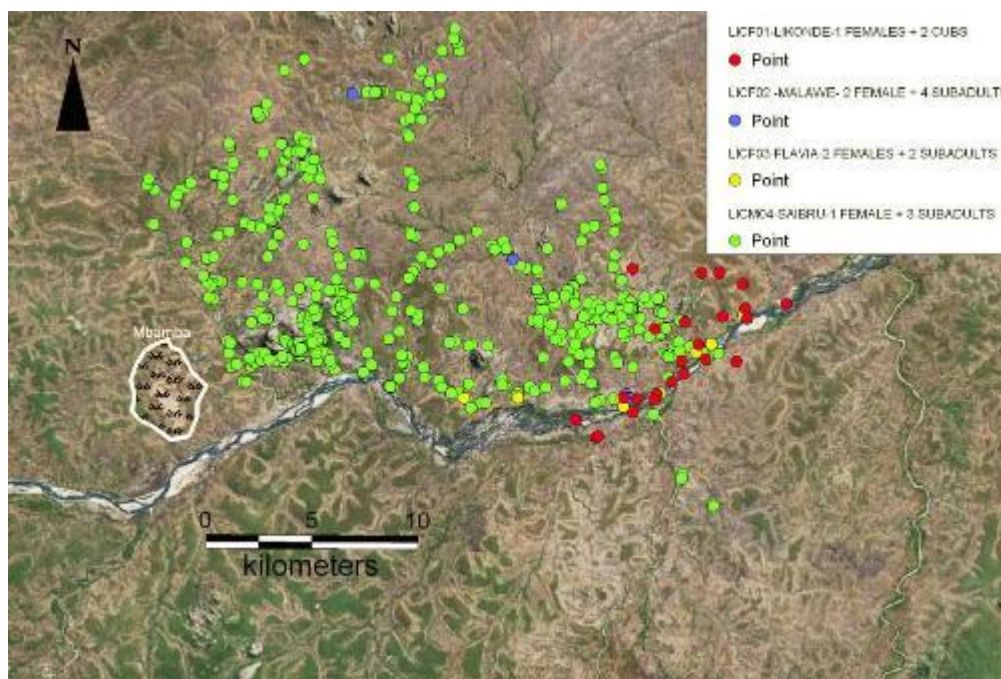 N
LICF01-LIKONDE-1 FEMALES + 2 CUBS
Point
LICF02 -MALAWE- 2 FEMALE + 4 SUBADULTS
Point
LICF03-FLAVIA-2 FEMALES + 2 SUBADULTS
Point
LICM04-SAIBRU-1 FEMALE + 3 SUBADULTS
Point
Mbamba
0 5 10
kilometers